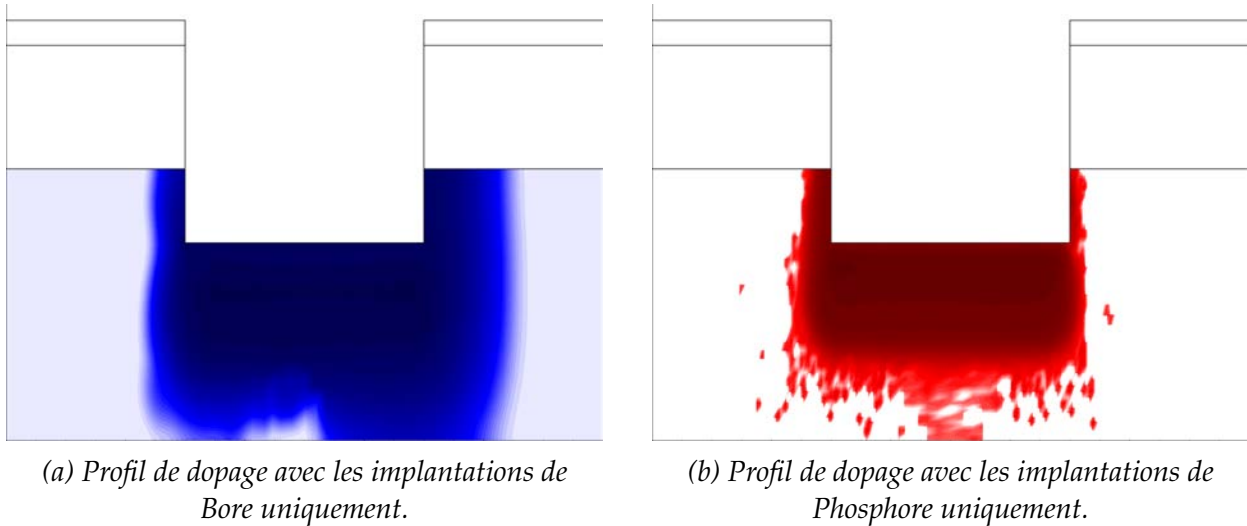 (a) Profil de dopage avec les implantations de
Bore uniquement.
(b) Profil de dopage avec les implantations de
Phosphore uniquement.